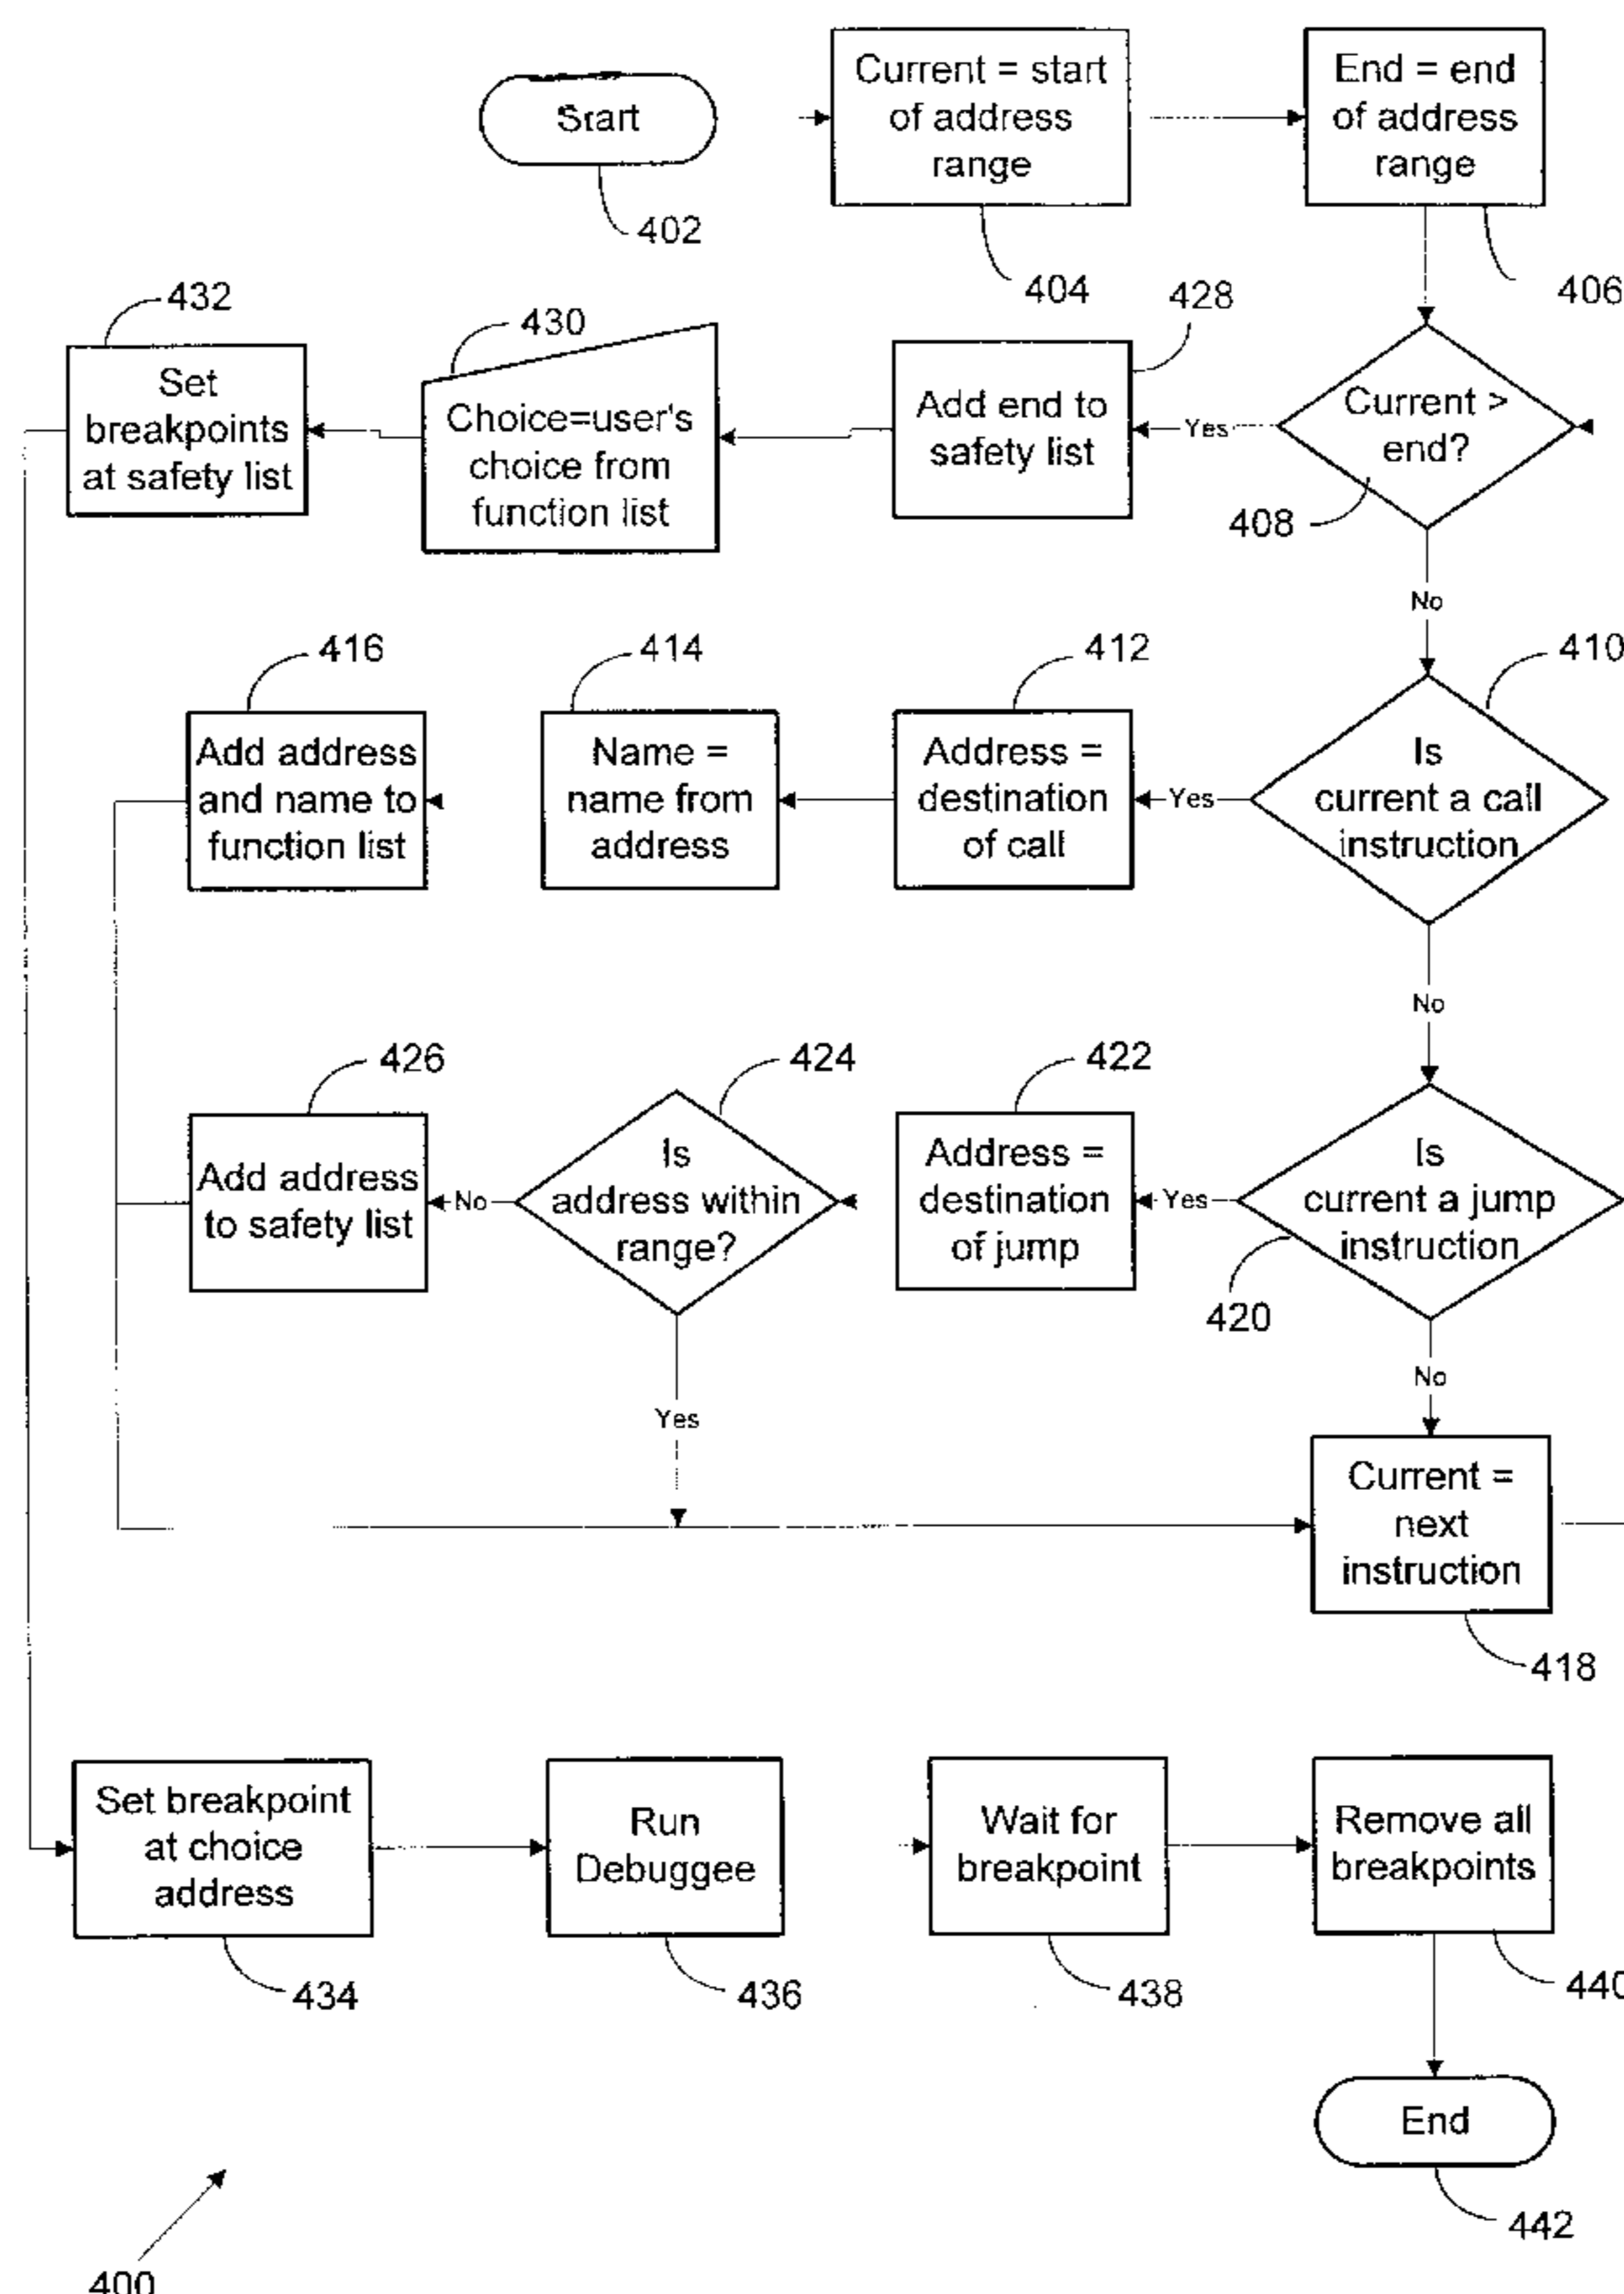 Start
402
Current = start
of address
range
404
End = end
of address
range
406
432
Set
breakpoints
at safety list
430
Choice=user's
choice from
function list
428
Add end to
safety list
Yes
Current >
end?
408
No
416
Add address
and name to
function list
414
Name =
name from
address
412
Address =
destination
of call
Yes
410
Is
current a call
instruction
No
426
Add address
to safety list
No
424
Is
address within
range?
Yes
422
Address =
destination
of jump
Yes
Is
current a jump
instruction
420
No
Current =
next
instruction
418
Set breakpoint
at choice
address
434
Run
Debuggee
436
Wait for
breakpoint
438
Remove all
breakpoints
440
End
442
400